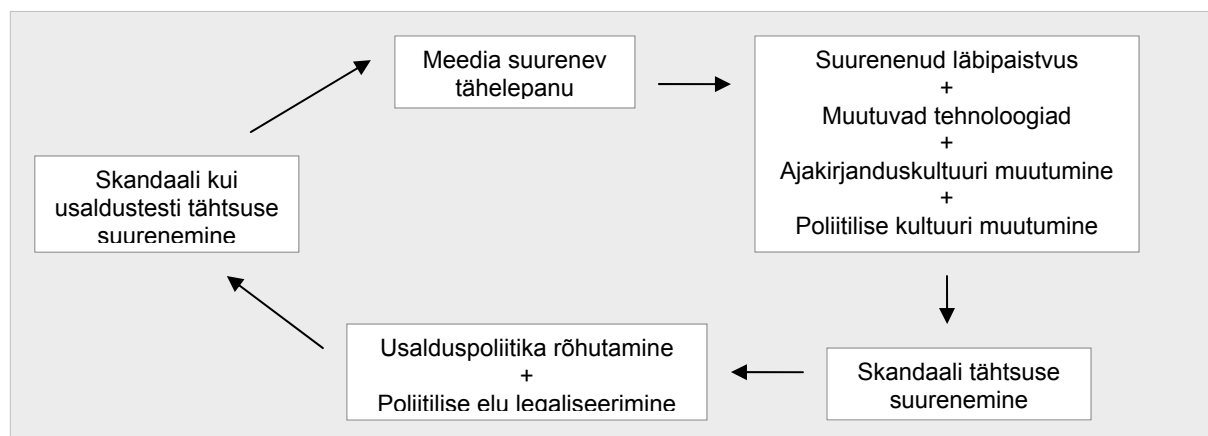 Meedia suurenev
tähelepanu
Suurenenud läbipaistvus
+
Muutuvad tehnoloogiad
+
Ajakirjanduskultuuri muutumine
+
Poliitilise kultuuri muutumine
Skandaali tähtsuse
suurenemine
Usalduspoliitika rõhutamine
+
Poliitilise elu legaliseerimine
Skandaali kui
usaldustesti tähtsuse
suurenemine